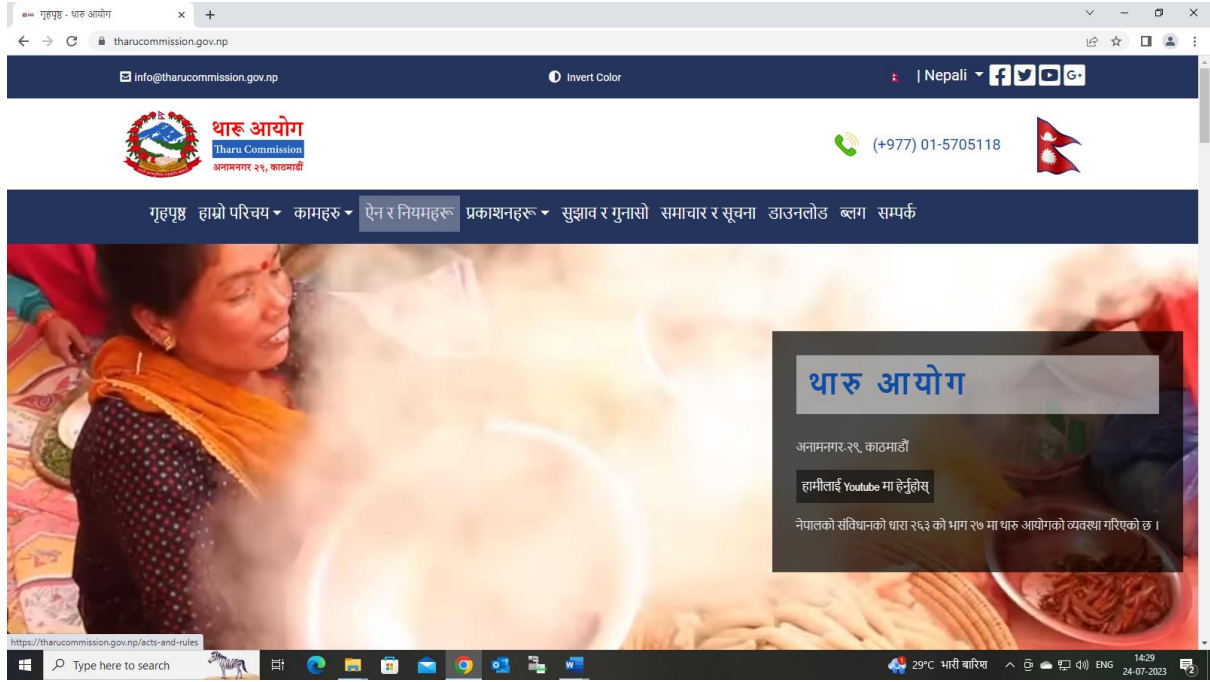 गृहपृष्ठ - थारु आयोग
tharucommission.gov.np
info@tharucommission.gov.np
Invert Color
| Nepali
G+
थारू आयोग
Tharu Commission
अनामनगर २९, काठमाडौं
(+977) 01-5705118
गृहपृष्ठ हाम्रो परिचय कामहरु ऐन र नियमहरू प्रकाशनहरू सुझाव र गुनासो समाचार र सूचना डाउनलोड ब्लग सम्पर्क
थारु आयोग
अनामनगर-२९, काठमाडौं
हामीलाई Youtube मा हेर्नुहोस्
नेपालको संविधानको धारा २६३ को भाग २७ मा थारु आयोगको व्यवस्था गरिएको छ ।
https://tharucommission.gov.np/acts-and-rules
Type here to search
29°C भारी बारिश
ENG
14:29
24-07-2023
2